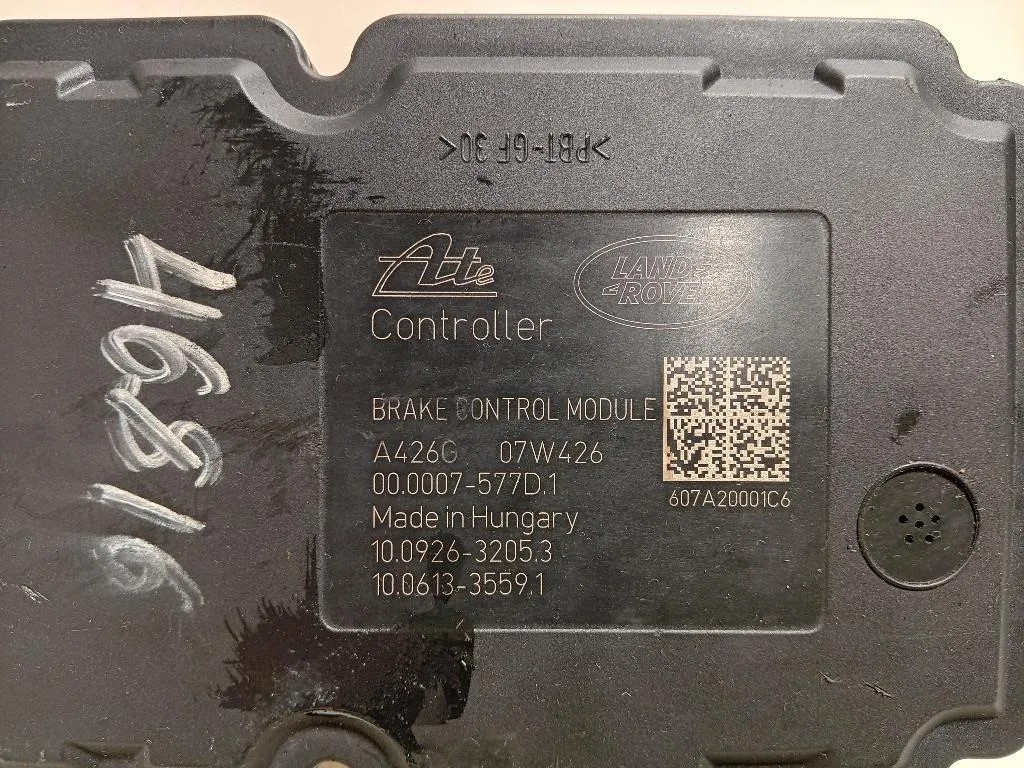 >PBT-GF 30<
Ate
LAND-
-ROVER
Controller
BRAKE CONTROL MODULE
A426G 07W426
00.0007-577D.1
607A20001C6
Made in Hungary
10.0926-3205.3
10.0613-3559.1